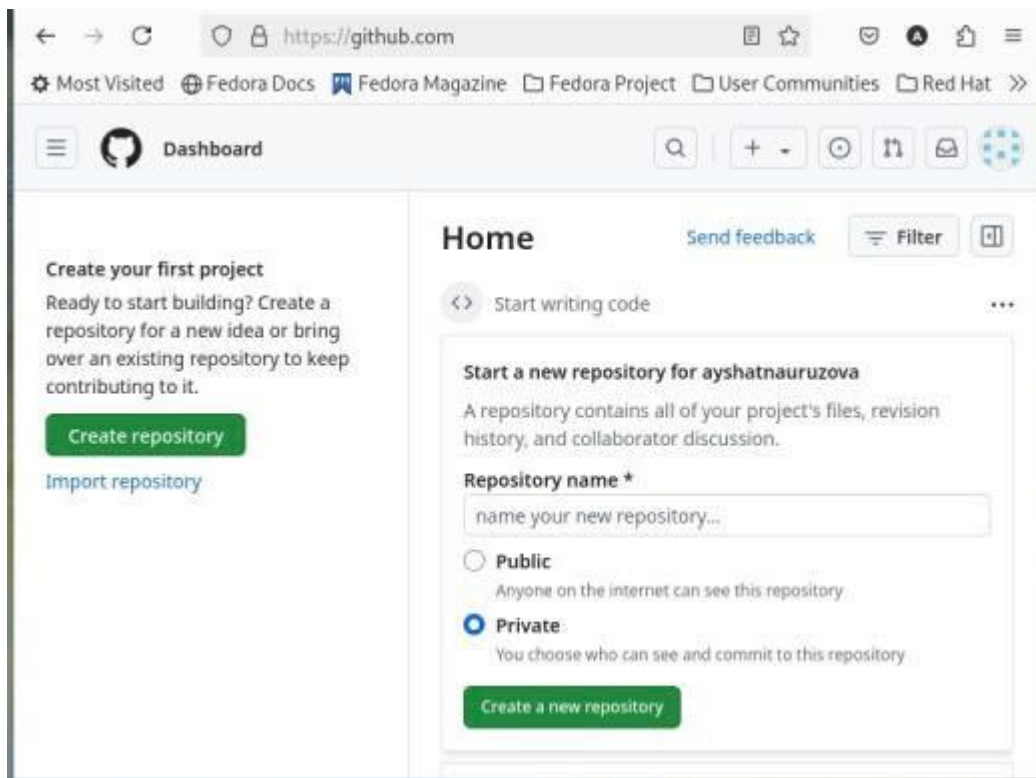 https://github.com
Most Visited Fedora Docs Fedora Magazine Fedora Project User Communities Red Hat
Dashboard
Create your first project
Ready to start building? Create a
repository for a new idea or bring
over an existing repository to keep
contributing to it.
Create repository
Import repository
Home Send feedback Filter
Start writing code
Start a new repository for ayshatnauruzova
A repository contains all of your project's files, revision
history, and collaborator discussion.
Repository name *
name your new repository...
Public
Anyone on the internet can see this repository
Private
You choose who can see and commit to this repository
Create a new repository